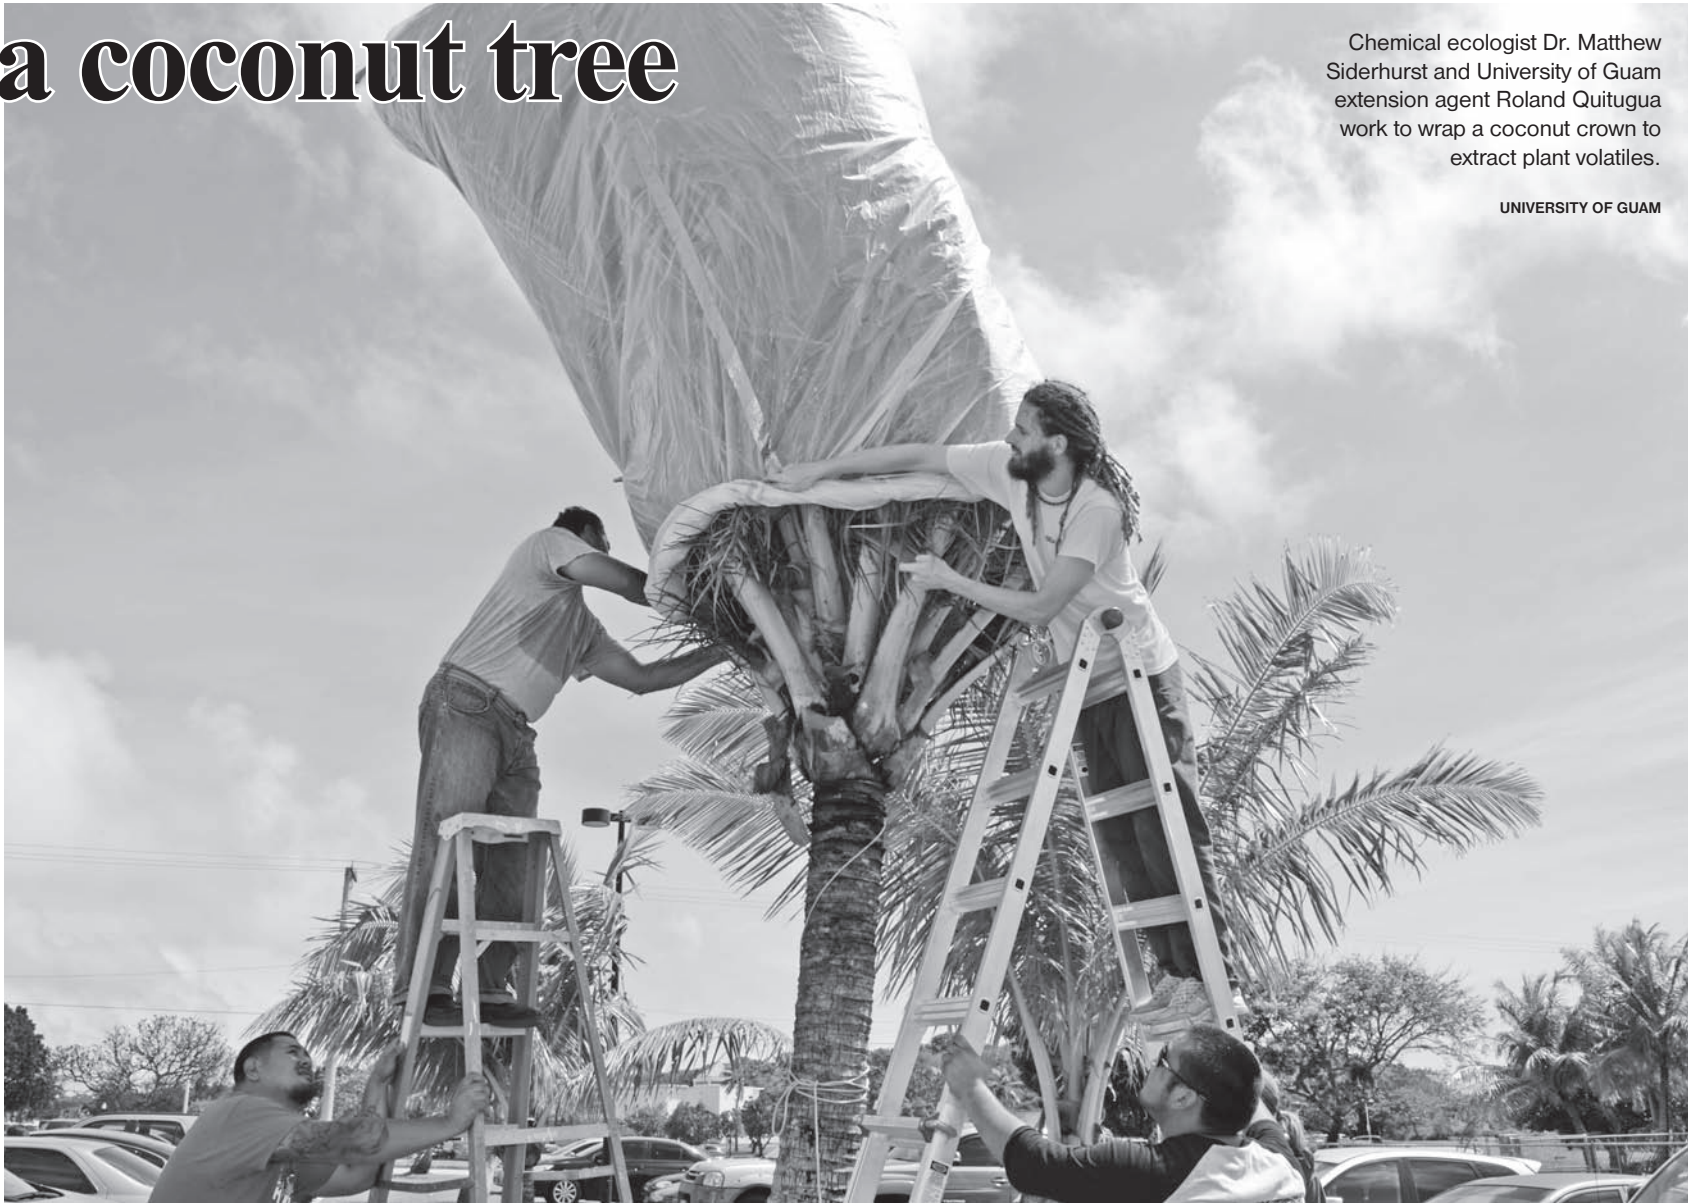 a coconut tree
Chemical ecologist Dr. Matthew
Siderhurst and University of Guam
extension agent Roland Quitugua
work to wrap a coconut crown to
extract plant volatiles.
UNIVERSITY OF GUAM